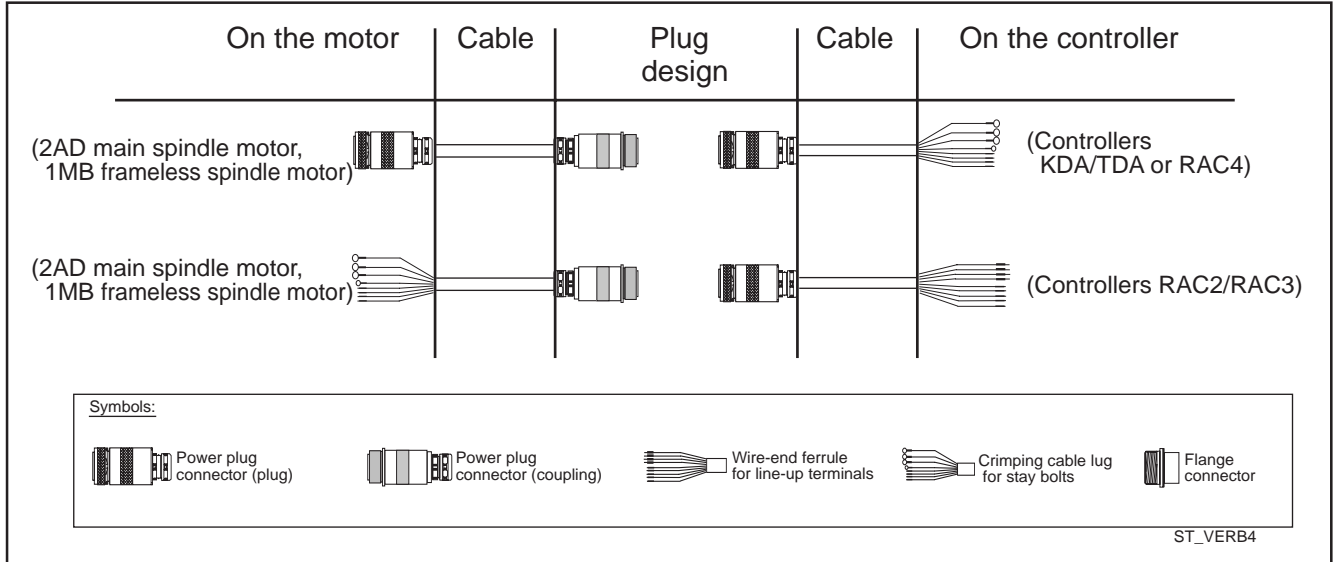 On the motor
Cable
Plug
design
Cable
On the controller
(2AD main spindle motor,
1MB frameless spindle motor)
(Controllers
KDA/TDA or RAC4)
(2AD main spindle motor,
1MB frameless spindle motor)
(Controllers RAC2/RAC3)
Symbols:
Power plug
connector (plug)
Power plug
connector (coupling)
Wire-end ferrule
for line-up terminals
Crimping cable lug
for stay bolts
Flange
connector
ST_VERB4